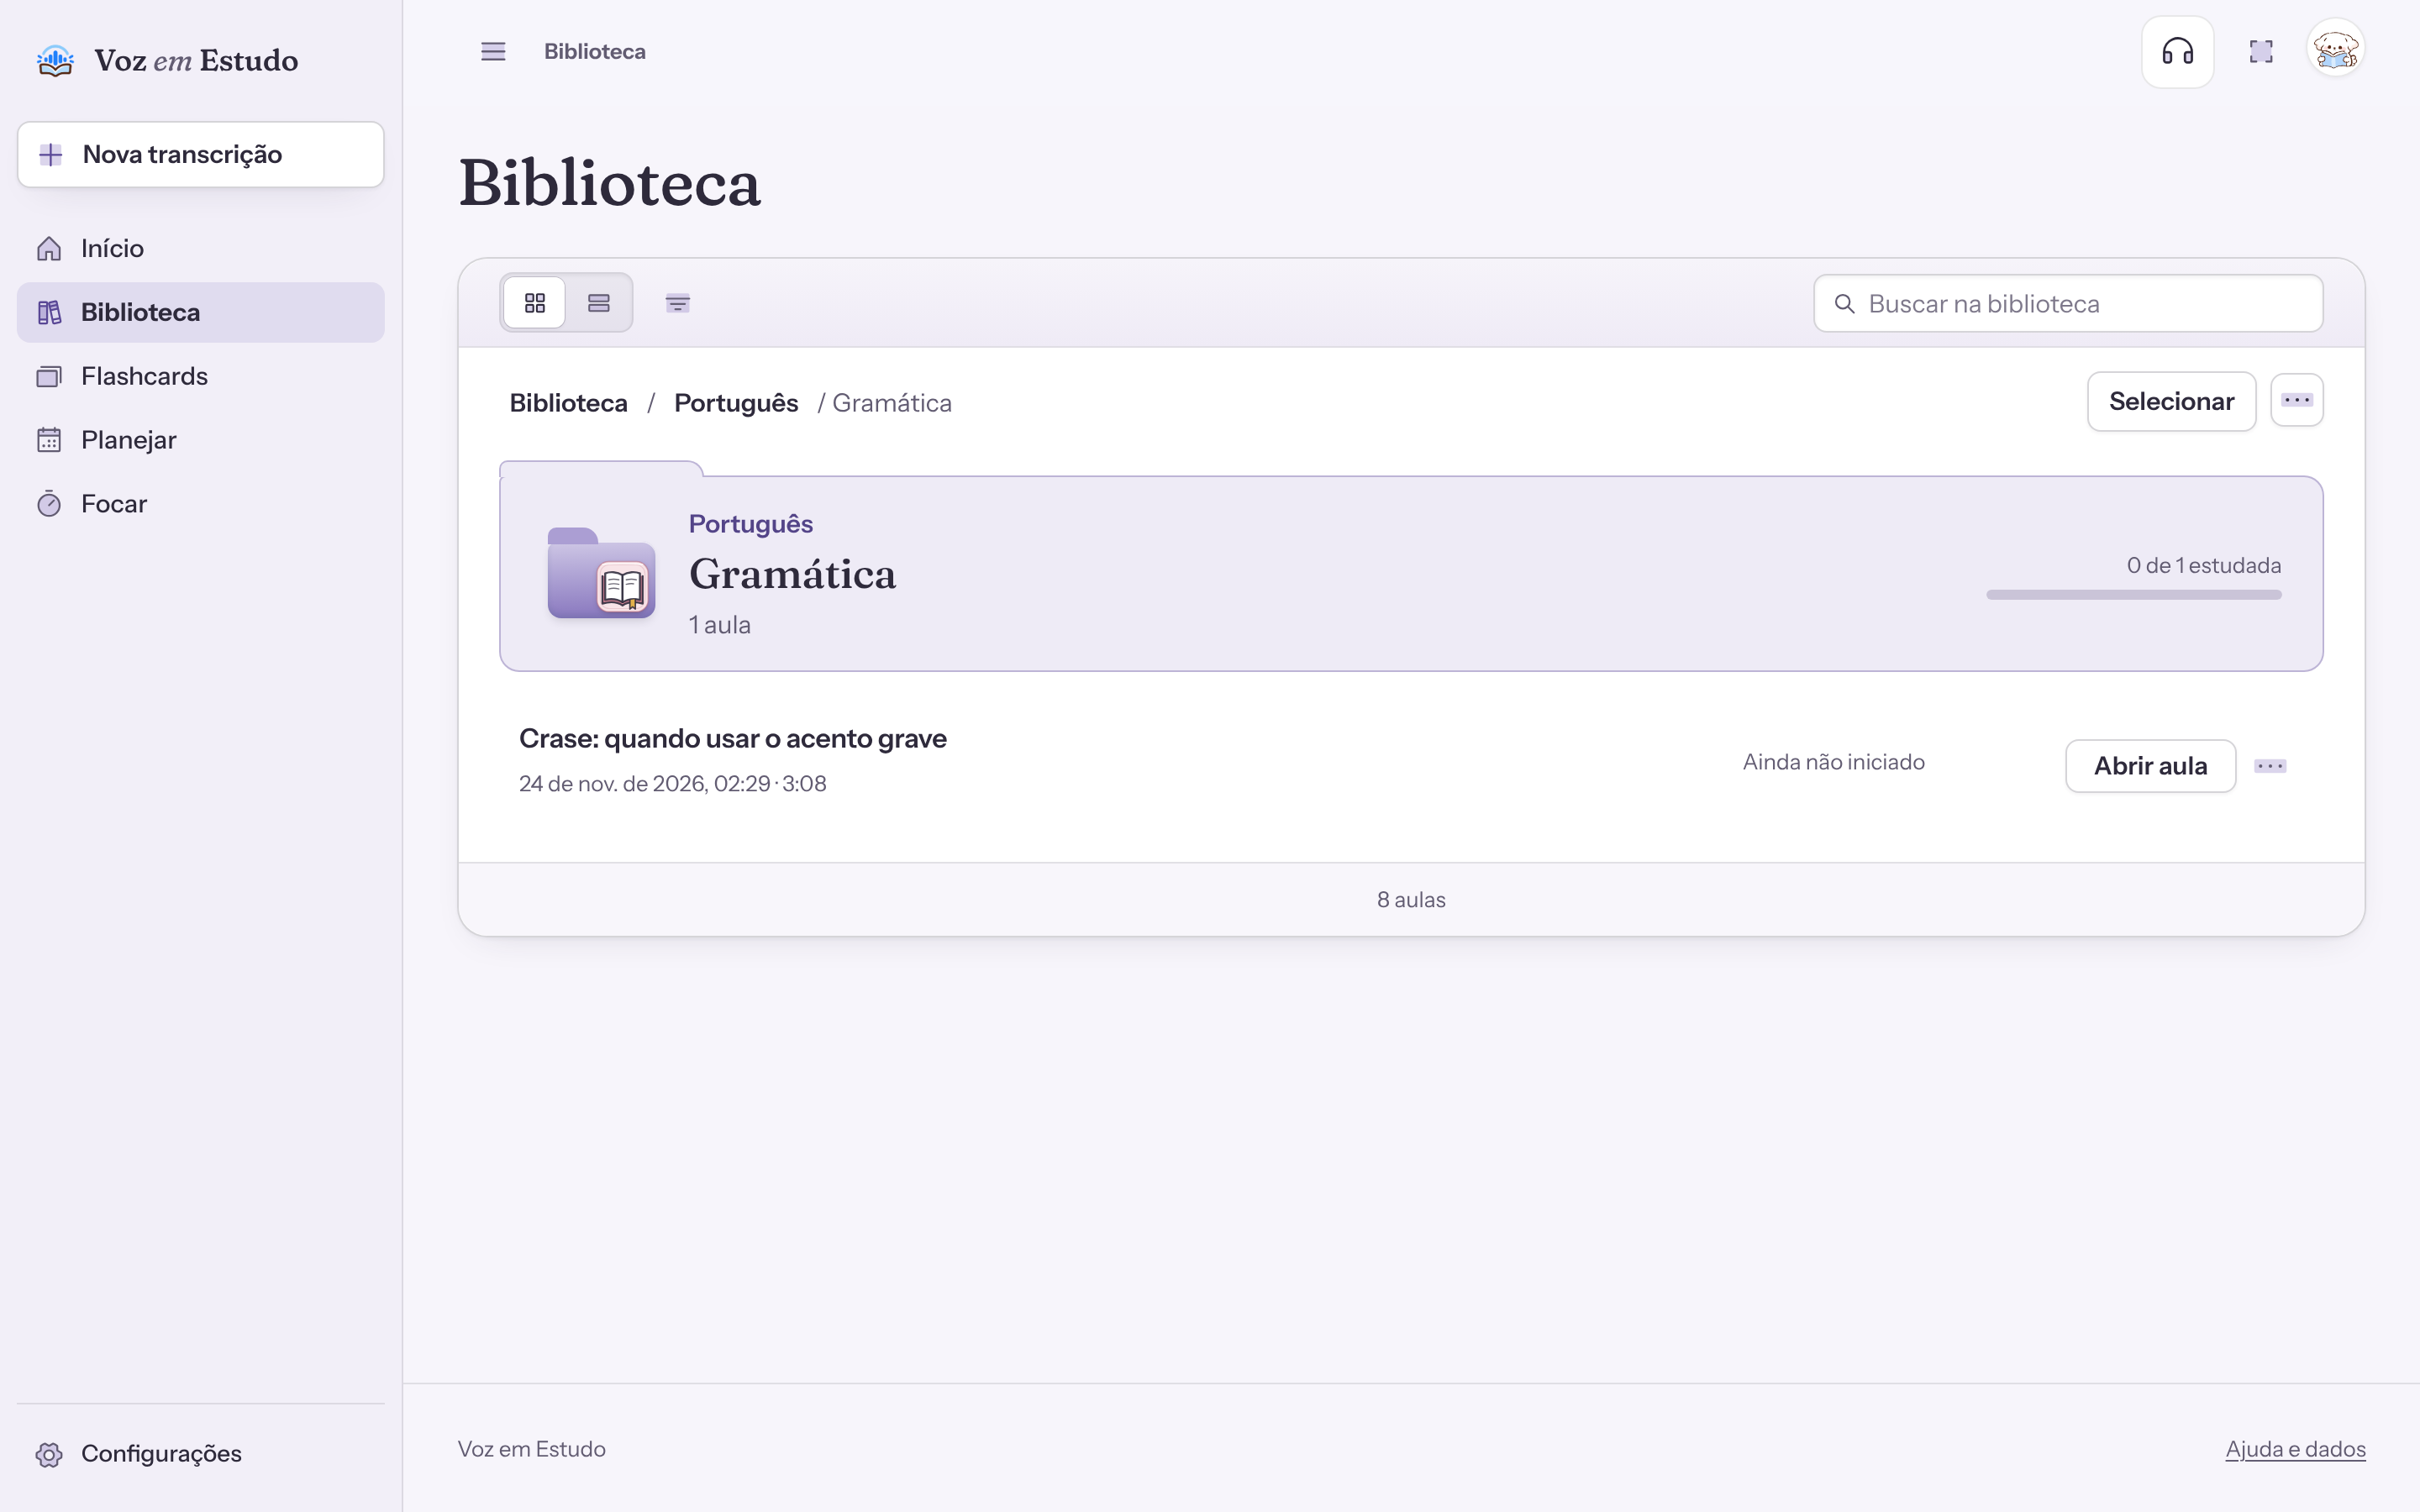 Voz em Estudo
Nova transcrição
Início
Biblioteca
Flashcards
Planejar
Focar
Configurações
Biblioteca
Biblioteca
Buscar na biblioteca
Biblioteca / Português / Gramática
Selecionar
Português
Gramática
1 aula
0 de 1 estudada
Crase: quando usar o acento grave
24 de nov. de 2026, 02:29 · 3:08
Ainda não iniciado
Abrir aula
8 aulas
Voz em Estudo
Ajuda e dados